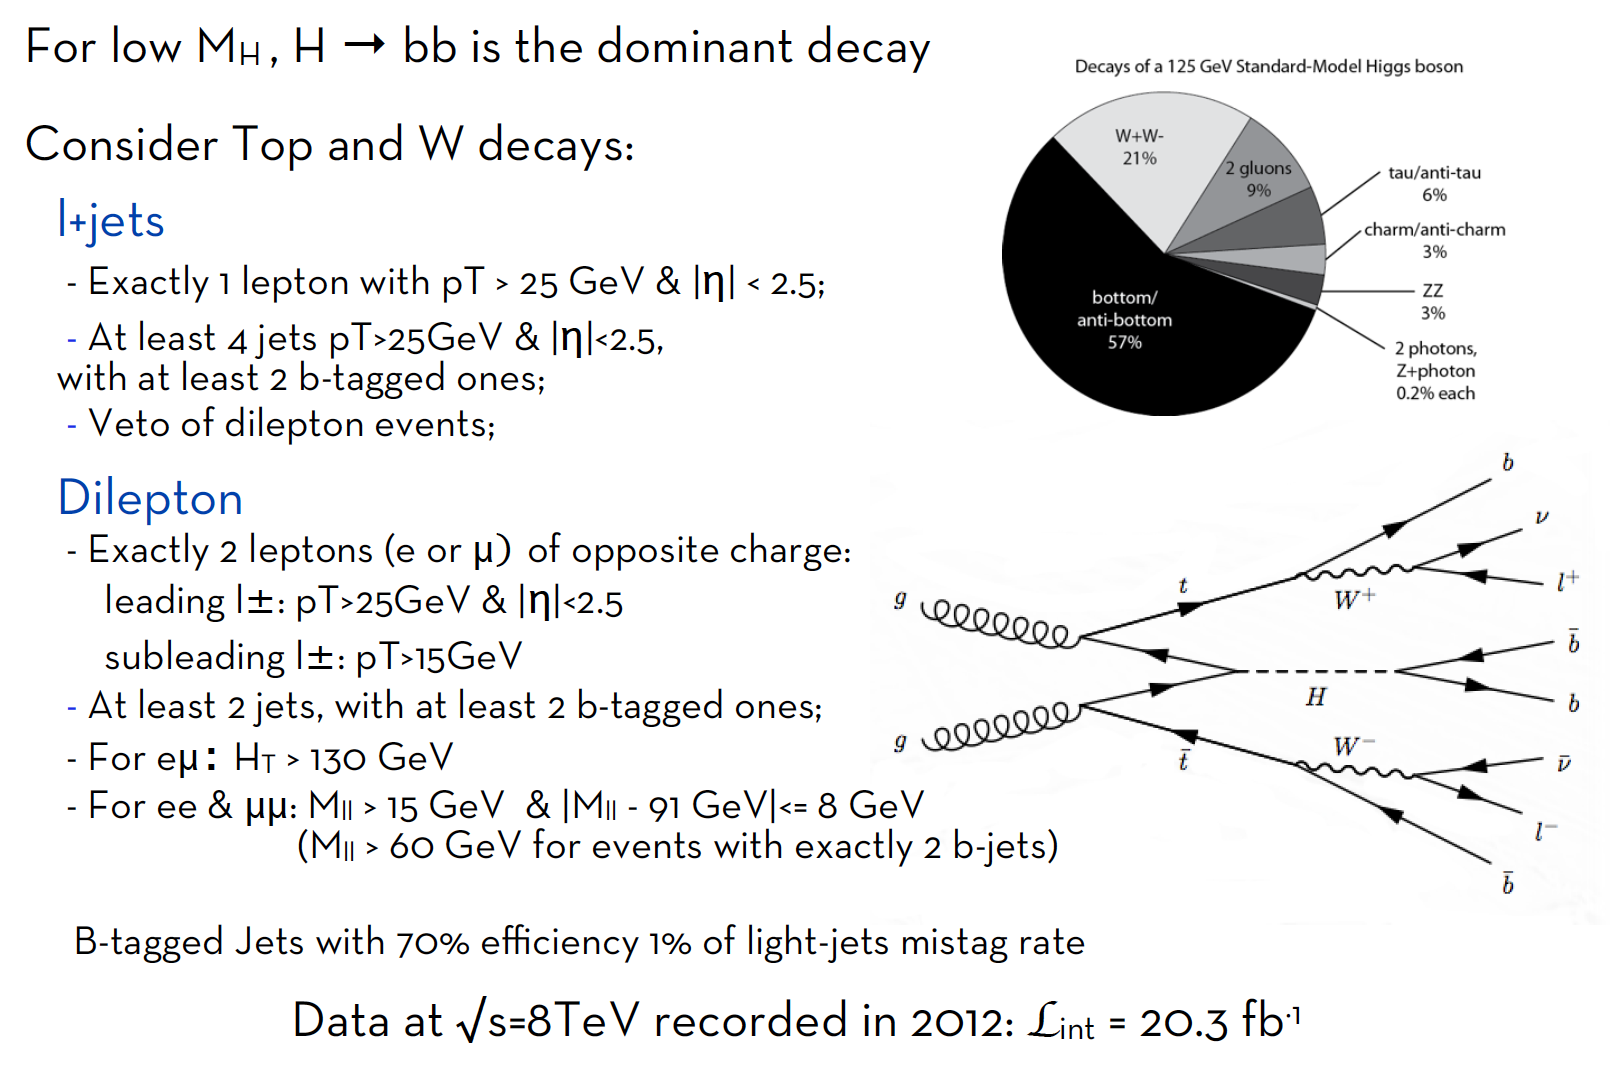 For low MH, H → bb is the dominant decay
Consider Top and W decays:
l+jets
- Exactly 1 lepton with pT > 25 GeV & |η| < 2.5;
- At least 4 jets pT>25GeV & |η|<2.5,
with at least 2 b-tagged ones;
- Veto of dilepton events;
Dilepton
- Exactly 2 leptons (e or μ) of opposite charge:
leading l±: pT>25GeV & |η|<2.5
subleading l±: pT>15GeV
- At least 2 jets, with at least 2 b-tagged ones;
- For eμ: HT > 130 GeV
- For ee & μμ: Mll > 15 GeV & |Mll - 91 GeV|<= 8 GeV
(Mll > 60 GeV for events with exactly 2 b-jets)
B-tagged Jets with 70% efficiency 1% of light-jets mistag rate
Data at √s=8TeV recorded in 2012: ℒint = 20.3 fb-1
Decays of a 125 GeV Standard-Model Higgs boson
W+W-
21%
2 gluons
9%
tau/anti-tau
6%
charm/anti-charm
3%
ZZ
3%
2 photons,
Z+photon
0.2% each
bottom/
anti-bottom
57%
b
ν
l+
W+
t
g
b̄
H
b
g
t̄
W−
ν̄
l−
b̄